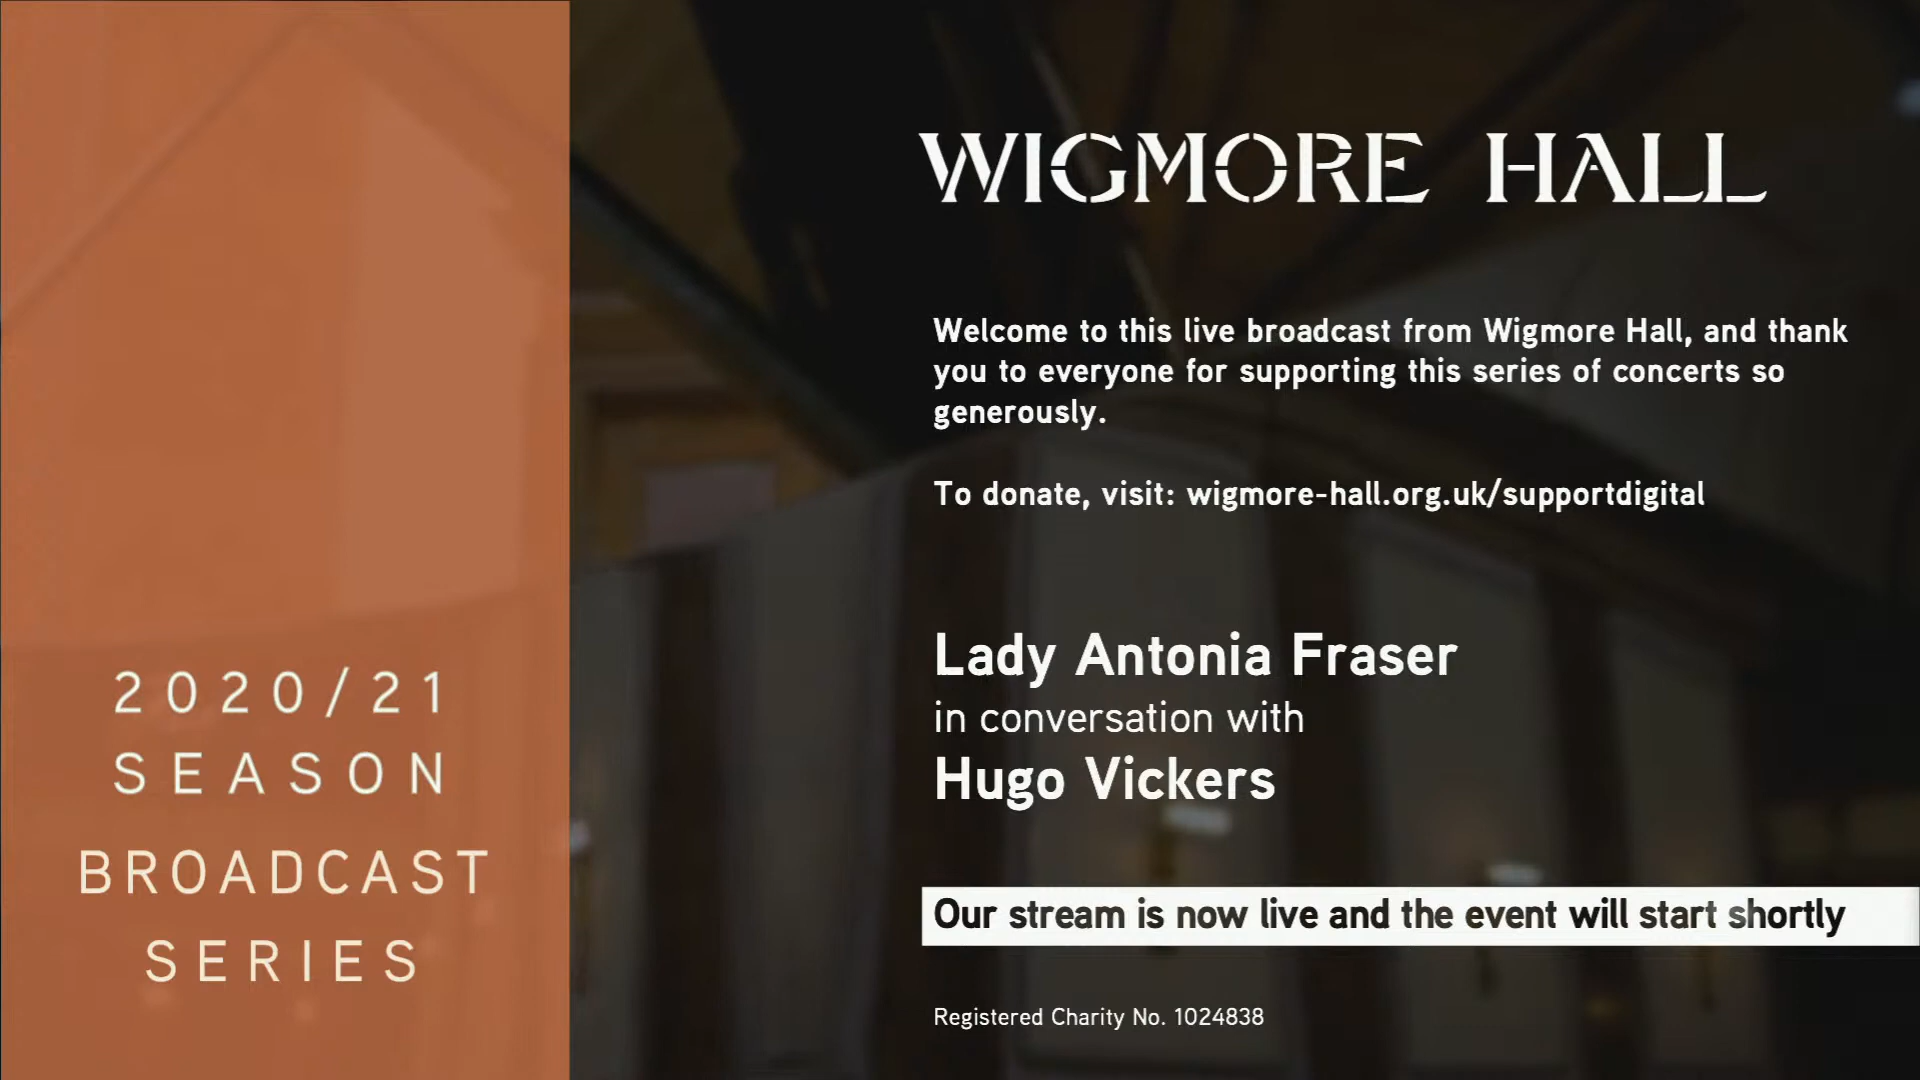 2020/21
SEASON
BROADCAST
SERIES
WIGMORE HALL
Welcome to this live broadcast from Wigmore Hall, and thank
you to everyone for supporting this series of concerts so
generously.
To donate, visit: wigmore-hall.org.uk/supportdigital
Lady Antonia Fraser
in conversation with
Hugo Vickers
Our stream is now live and the event will start shortly
Registered Charity No. 1024838